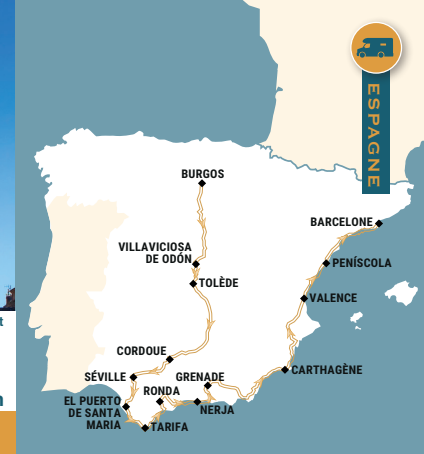 ESPAGNE
BURGOS
BARCELONE
VILLAVICIOSA
DE ODÓN
PENÍSCOLA
TOLÈDE
VALENCE
CORDOUE
CARTHAGÈNE
SÉVILLE
GRENADE
RONDA
EL PUERTO
DE SANTA
MARIA
NERJA
TARIFA